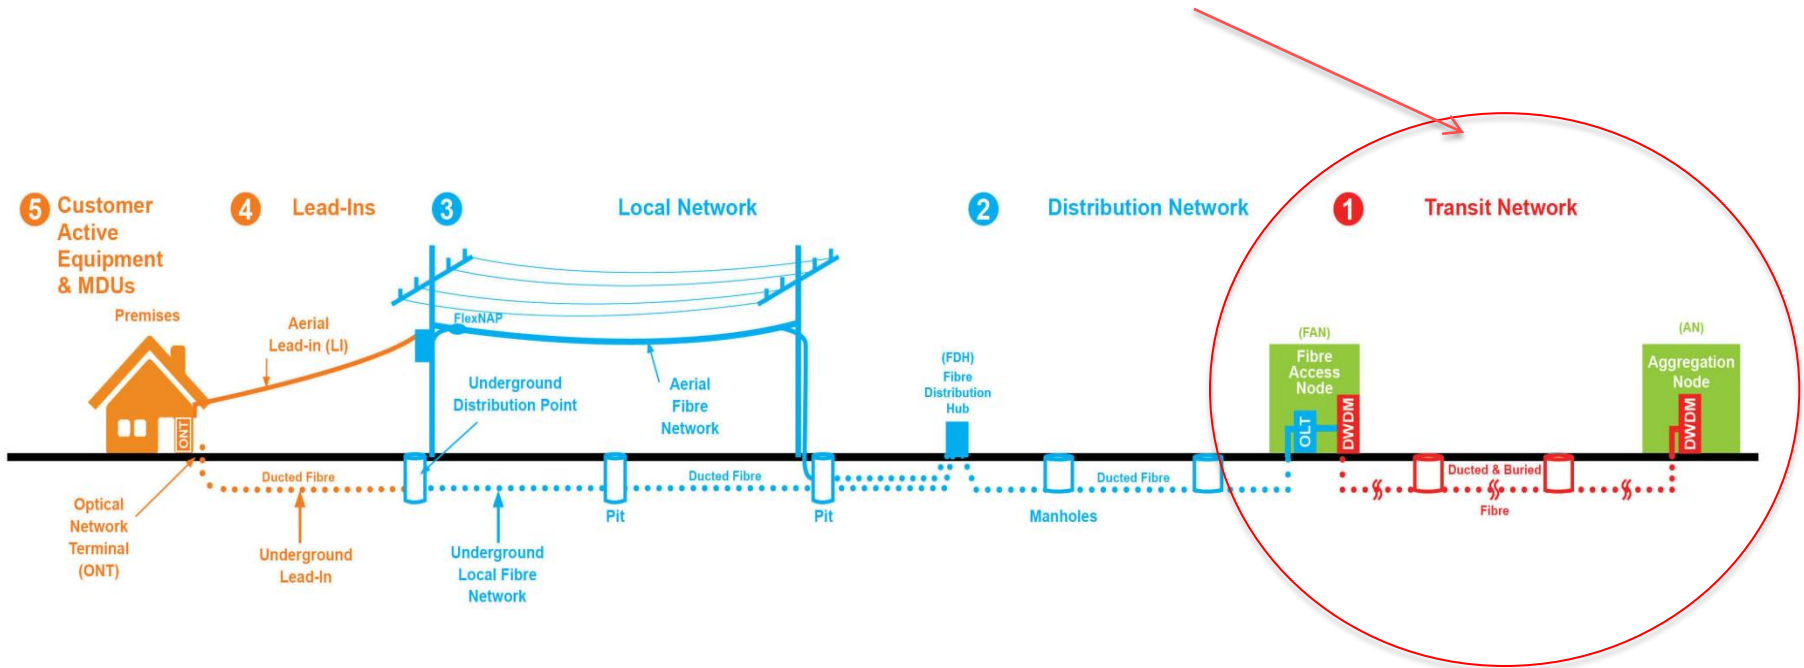 5 Customer
Active
Equipment
& MDUs
4 Lead-Ins
3 Local Network
2 Distribution Network
1 Transit Network
Premises
ONT
Aerial
Lead-in (LI)
FlexNAP
Underground
Distribution Point
Aerial
Fibre
Network
(FDH)
Fibre
Distribution
Hub
(FAN)
Fibre
Access
Node
OLT
DWDM
(AN)
Aggregation
Node
DWDM
Ducted Fibre
Ducted Fibre
Ducted Fibre
Ducted & Buried
Fibre
Optical
Network
Terminal
(ONT)
Underground
Lead-In
Underground
Local Fibre
Network
Pit
Pit
Manholes